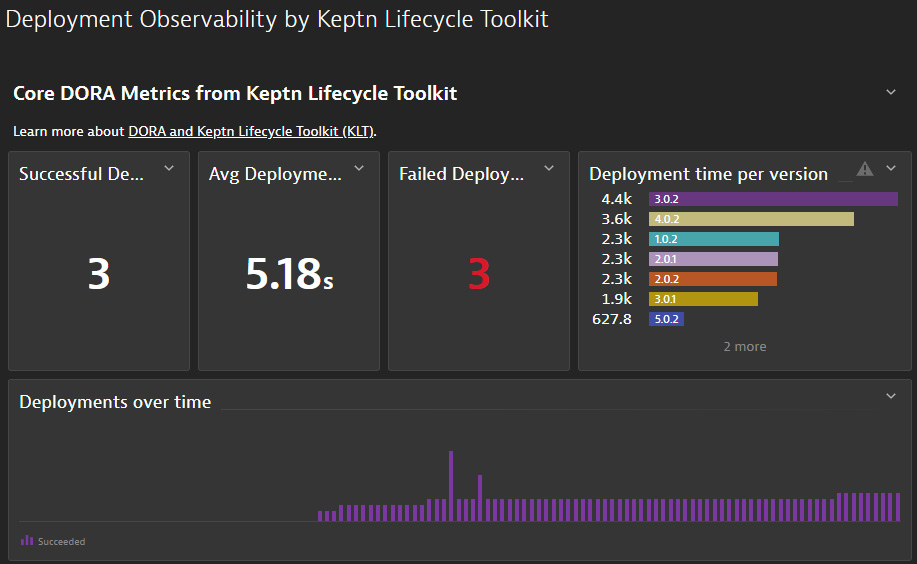 Deployment Observability by Keptn Lifecycle Toolkit
Core DORA Metrics from Keptn Lifecycle Toolkit
Learn more about DORA and Keptn Lifecycle Toolkit (KLT).
Successful De...
3
Avg Deployme...
5.18s
Failed Deploy...
3
Deployment time per version
4.4k 3.0.2
3.6k 4.0.2
2.3k 1.0.2
2.3k 2.0.1
2.3k 2.0.2
1.9k 3.0.1
627.8 5.0.2
2 more
Deployments over time
Succeeded